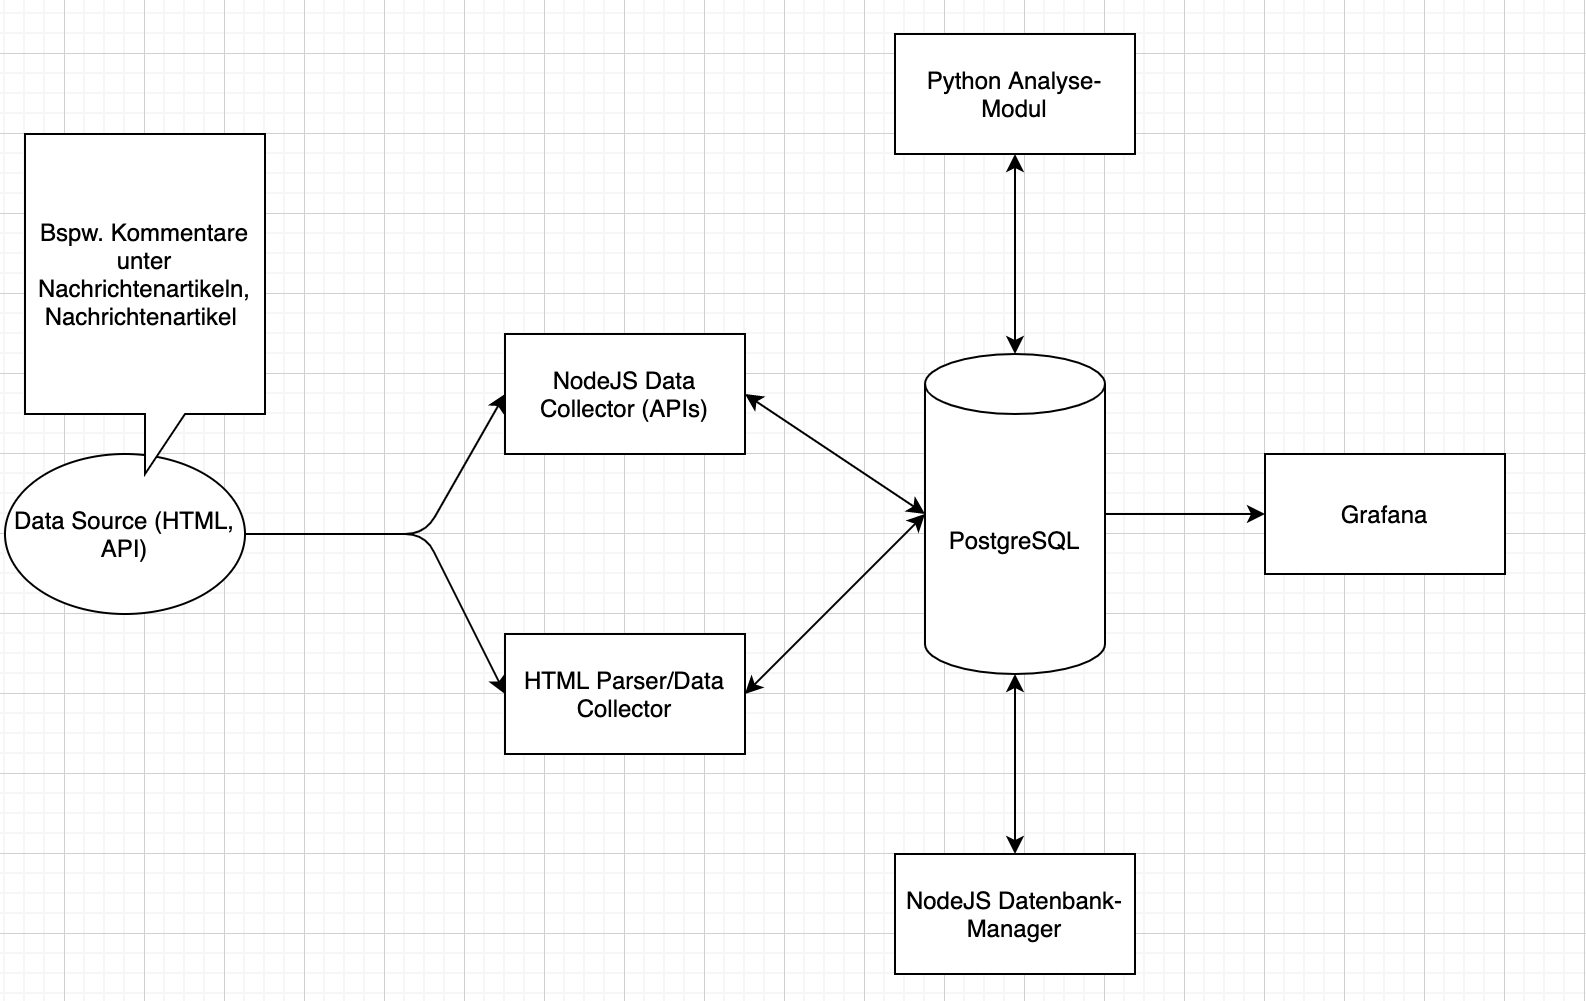 Python Analyse-
Modul
Bspw. Kommentare
unter
Nachrichtenartikeln,
Nachrichtenartikel
NodeJS Data
Collector (APIs)
Data Source (HTML,
API)
PostgreSQL
Grafana
HTML Parser/Data
Collector
NodeJS Datenbank-
Manager